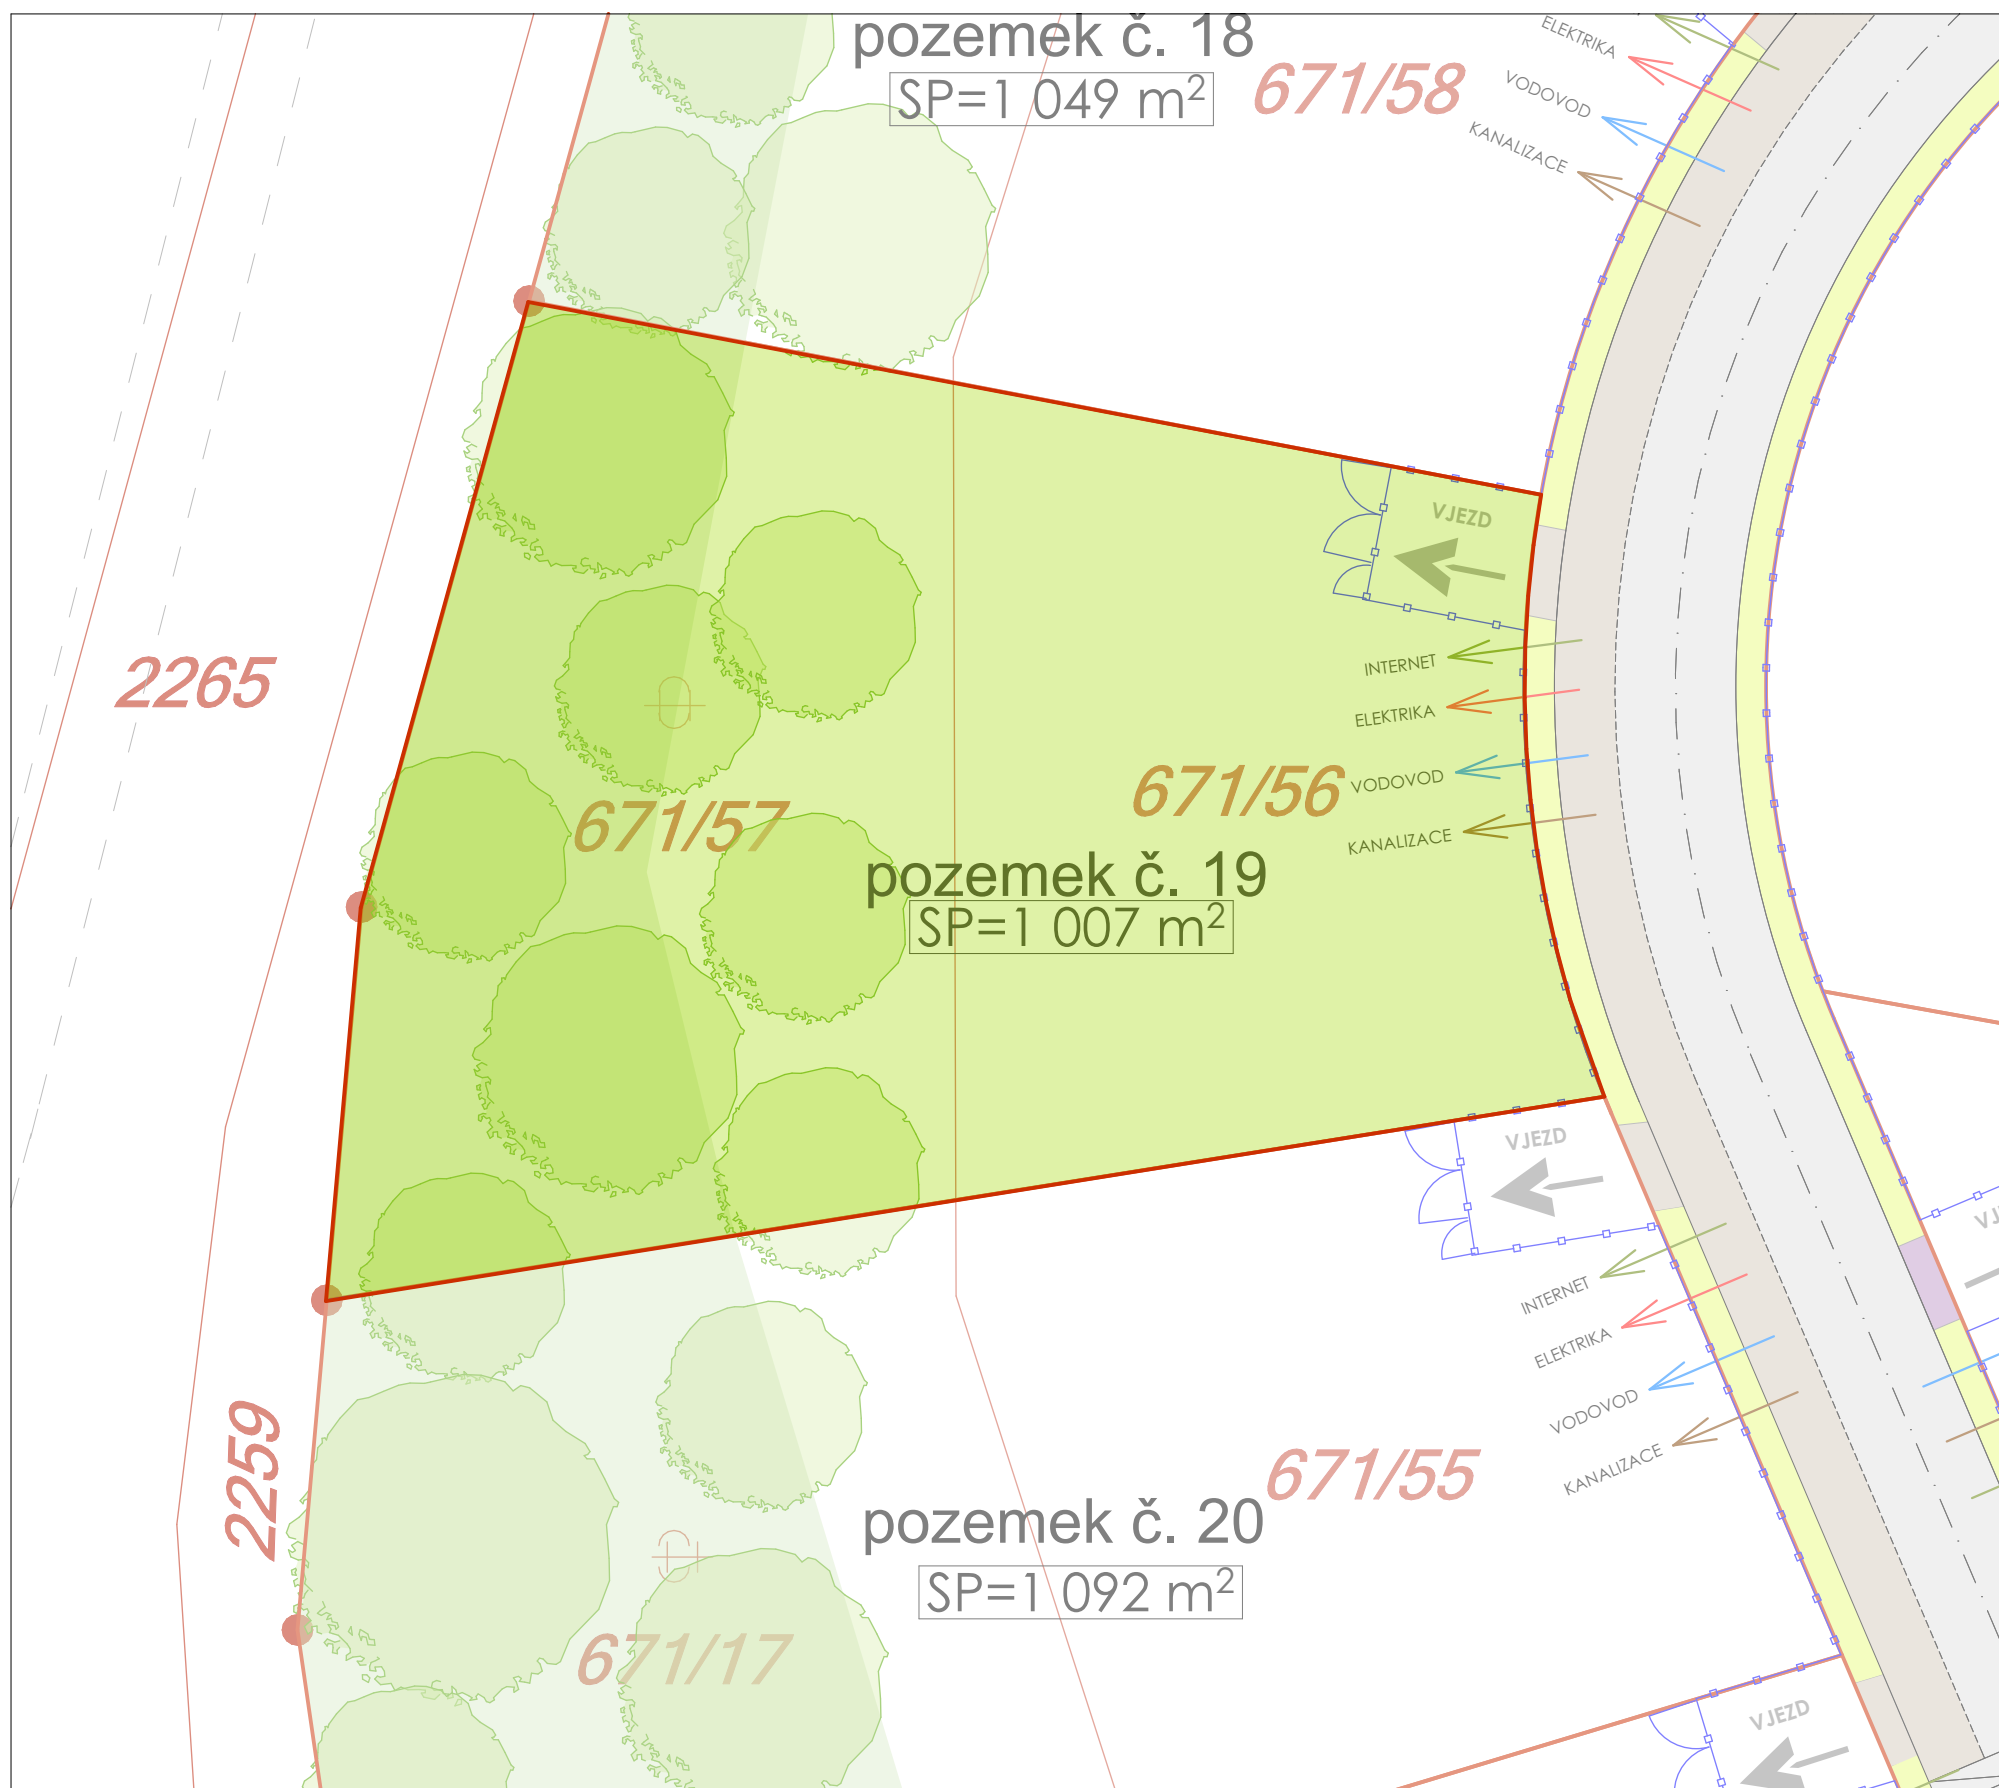 pozemek č. 18
SP=1 049 m²
671/58
ELEKTRIKA
VODOVOD
KANALIZACE
VJEZD
INTERNET
ELEKTRIKA
VODOVOD
KANALIZACE
2265
671/57
671/56
pozemek č. 19
SP=1 007 m²
VJEZD
INTERNET
ELEKTRIKA
VODOVOD
KANALIZACE
2259
671/55
pozemek č. 20
SP=1 092 m²
671/17
VJEZD